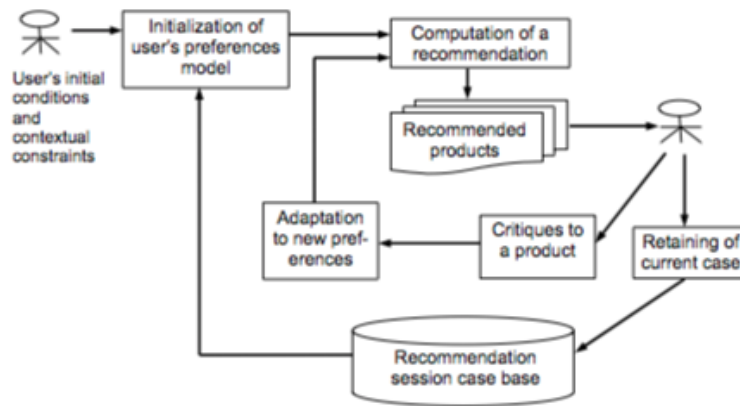 Initialization of
user's preferences
model
Computation of a
recommendation
User's initial
conditions
and
contextual
constraints
Recommended
products
Adaptation
to new pref-
erences
Critiques to
a product
Retaining of
current case
Recommendation
session case base